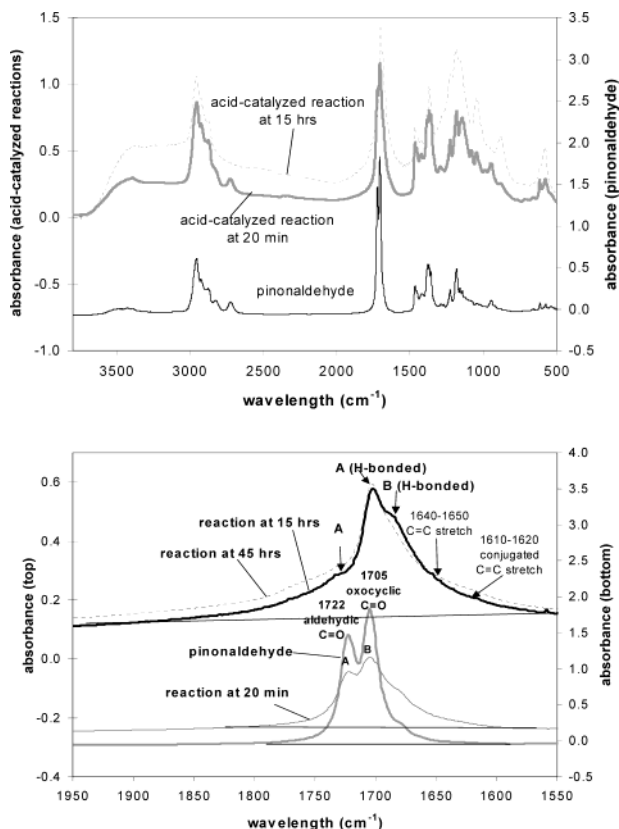 absorbance (acid-catalyzed reactions)
1.5
1.0
0.5
0.0
-0.5
-1.0
acid-catalyzed reaction
at 15 hrs
acid-catalyzed reaction
at 20 min
pinonaldehyde
3.5
3.0
2.5
2.0
1.5
1.0
0.5
0.0
-0.5
absorbance (pinonaldehyde)
3500 3000 2500 2000 1500 1000 500
wavelength (cm-1)
absorbance (top)
0.6
0.4
0.2
0.0
-0.2
-0.4
A (H-bonded)
B (H-bonded)
1640-1650
C=C stretch
reaction at 15 hrs
A
1610-1620
conjugated
C=C stretch
reaction at 45 hrs
1705
oxocyclic
C=O
1722
aldehydic
C=O
pinonaldehyde
A
B
reaction at 20 min
4.0
3.5
3.0
2.5
2.0
1.5
1.0
0.5
0.0
-0.5
absorbance (bottom)
1950 1900 1850 1800 1750 1700 1650 1600 1550
wavelength (cm-1)